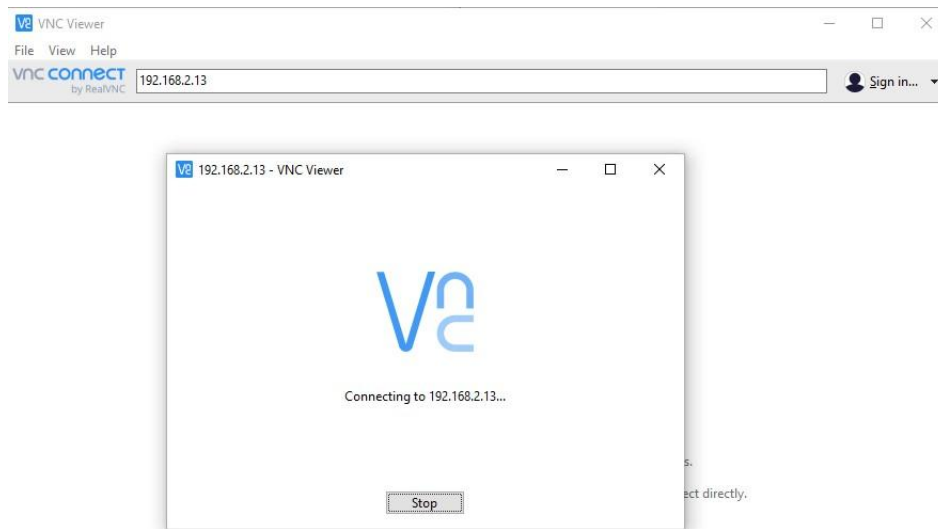 VNC Viewer
File View Help
vnc connect
by RealVNC
192.168.2.13
Sign in...
192.168.2.13 - VNC Viewer
Connecting to 192.168.2.13...
s.
ect directly.
Stop